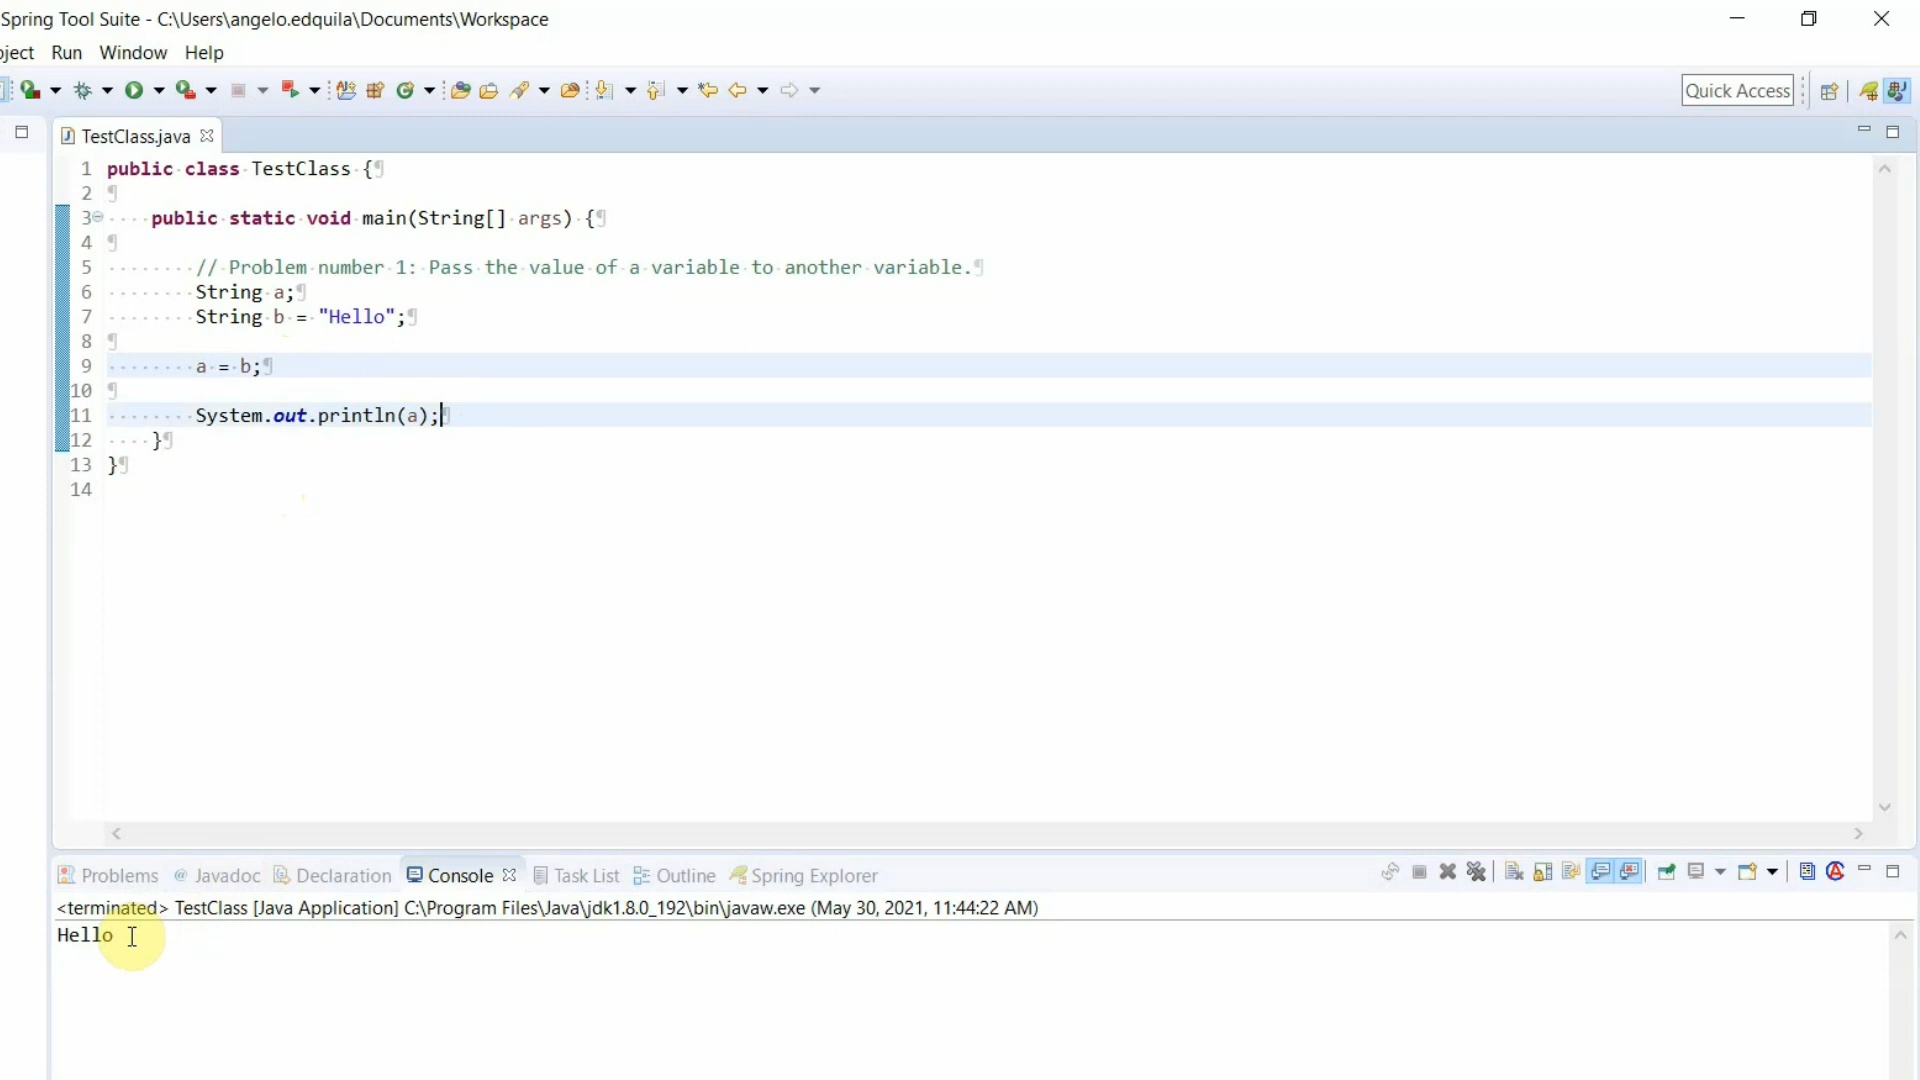 Spring Tool Suite - C:\Users\angelo.edquila\Documents\Workspace
oject Run Window Help
Quick Access
TestClass.java
1 public class TestClass {
2
3 public static void main(String[] args) {
4
5 // Problem number 1: Pass the value of a variable to another variable.
6 String a;
7 String b = "Hello";
8
9 a = b;
10
11 System.out.println(a);
12 }
13 }
14
Problems @ Javadoc Declaration Console Task List Outline Spring Explorer
<terminated> TestClass [Java Application] C:\Program Files\Java\jdk1.8.0_192\bin\javaw.exe (May 30, 2021, 11:44:22 AM)
Hello